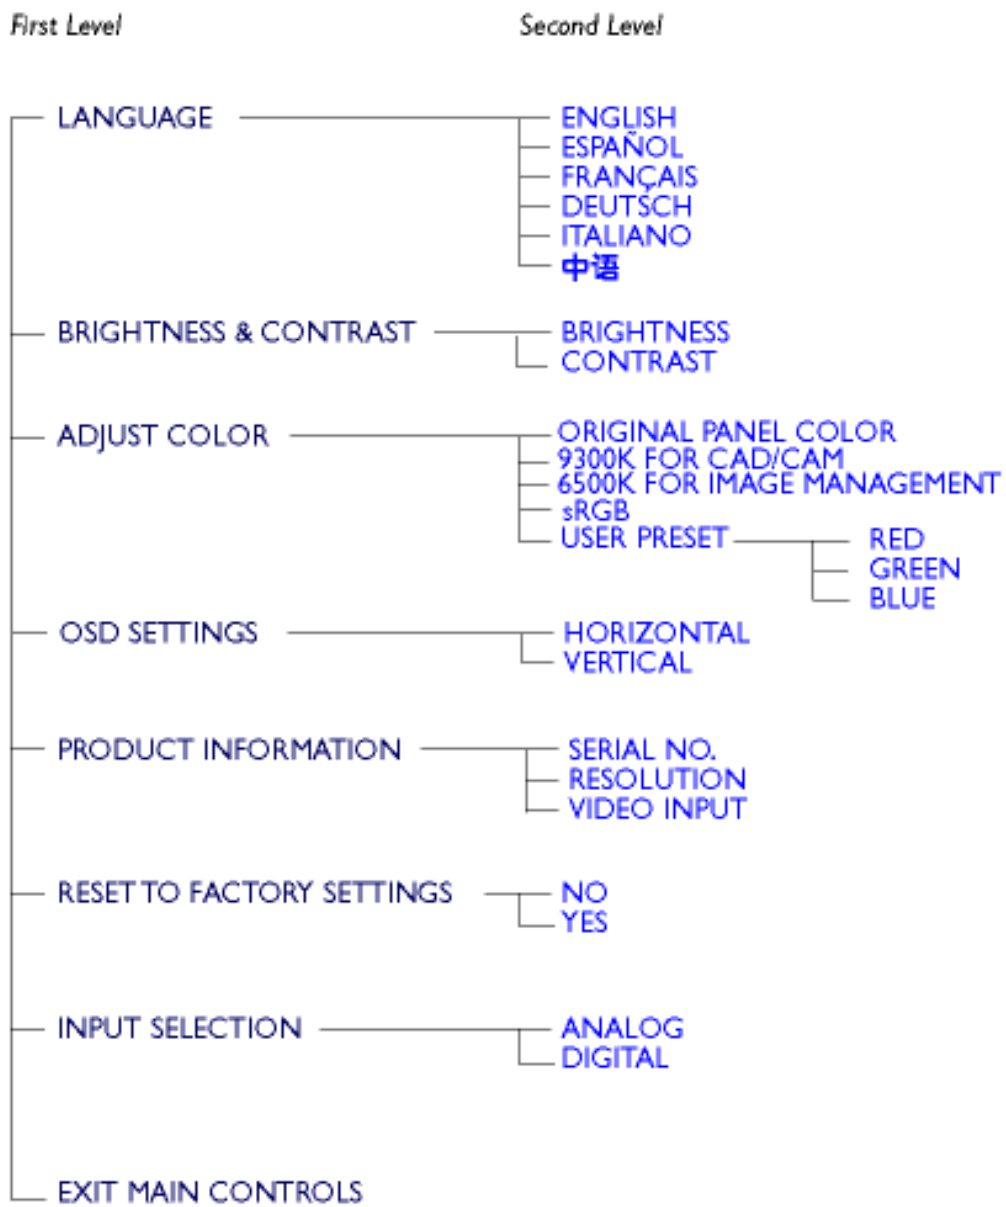 First Level
Second Level
LANGUAGE
ENGLISH
ESPAÑOL
FRANÇAIS
DEUTSCH
ITALIANO
中语
BRIGHTNESS & CONTRAST
BRIGHTNESS
CONTRAST
ADJUST COLOR
ORIGINAL PANEL COLOR
9300K FOR CAD/CAM
6500K FOR IMAGE MANAGEMENT
sRGB
USER PRESET
RED
GREEN
BLUE
OSD SETTINGS
HORIZONTAL
VERTICAL
PRODUCT INFORMATION
SERIAL NO.
RESOLUTION
VIDEO INPUT
RESET TO FACTORY SETTINGS
NO
YES
INPUT SELECTION
ANALOG
DIGITAL
EXIT MAIN CONTROLS